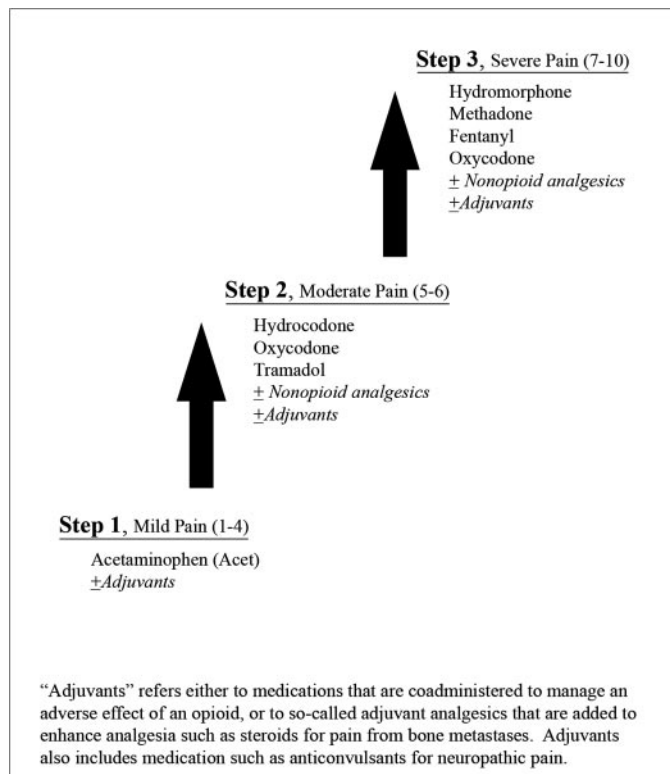 Step 3, Severe Pain (7-10)
Hydromorphone
Methadone
Fentanyl
Oxycodone
± Nonopioid analgesics
±Adjuvants
Step 2, Moderate Pain (5-6)
Hydrocodone
Oxycodone
Tramadol
± Nonopioid analgesics
±Adjuvants
Step 1, Mild Pain (1-4)
Acetaminophen (Acet)
±Adjuvants
“Adjuvants” refers either to medications that are coadministered to manage an
adverse effect of an opioid, or to so-called adjuvant analgesics that are added to
enhance analgesia such as steroids for pain from bone metastases.  Adjuvants
also includes medication such as anticonvulsants for neuropathic pain.